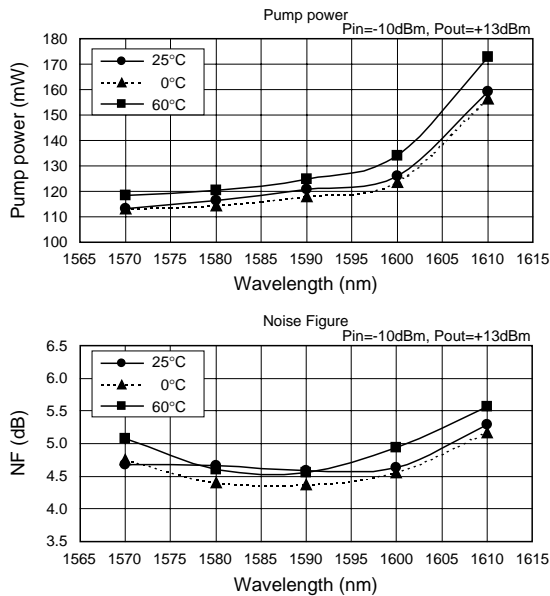 Pump power
Pin=-10dBm, Pout=+13dBm
180
170
160
150
140
130
120
110
100
Pump power (mW)
25°C
0°C
60°C
1565 1570 1575 1580 1585 1590 1595 1600 1605 1610 1615
Wavelength (nm)
Noise Figure
Pin=-10dBm, Pout=+13dBm
6.5
6.0
5.5
5.0
4.5
4.0
3.5
NF (dB)
25°C
0°C
60°C
1565 1570 1575 1580 1585 1590 1595 1600 1605 1610 1615
Wavelength (nm)